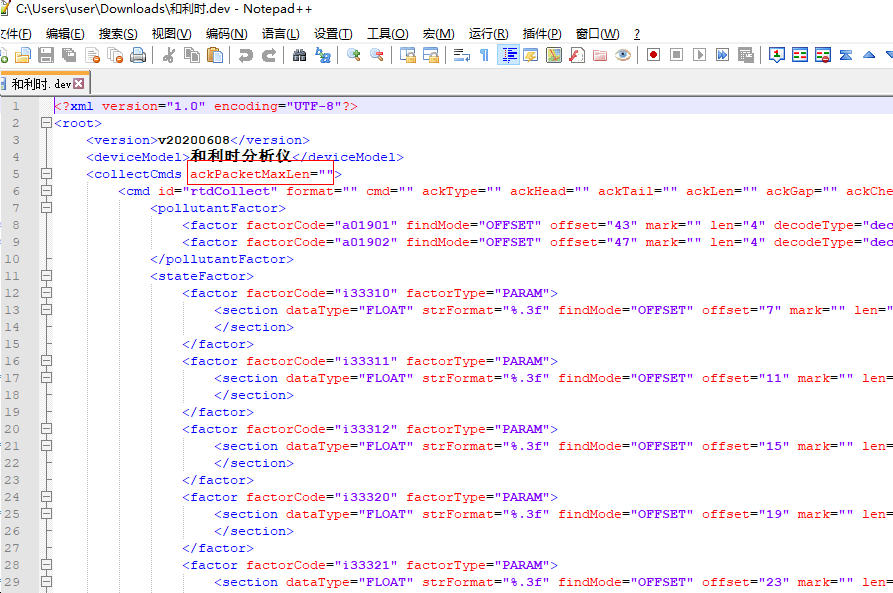 C:\Users\user\Downloads\和利时.dev - Notepad++
文件(F) 编辑(E) 搜索(S) 视图(V) 编码(N) 语言(L) 设置(T) 工具(O) 宏(M) 运行(R) 插件(P) 窗口(W) ?
和利时.dev
1 <?xml version="1.0" encoding="UTF-8"?>
2 <root>
3 <version>v20200608</version>
4 <deviceModel>和利时分析仪</deviceModel>
5 <collectCmds ackPacketMaxLen="">
6 <cmd id="rtdCollect" format="" cmd="" ackType="" ackHead="" ackTail="" ackLen="" ackGap="" ackChe
7 <pollutantFactor>
8 <factor factorCode="a01901" findMode="OFFSET" offset="43" mark="" len="4" decodeType="dec
9 <factor factorCode="a01902" findMode="OFFSET" offset="47" mark="" len="4" decodeType="dec
10 </pollutantFactor>
11 <stateFactor>
12 <factor factorCode="i33310" factorType="PARAM">
13 <section dataType="FLOAT" strFormat="%.3f" findMode="OFFSET" offset="7" mark="" len="
14 </section>
15 </factor>
16 <factor factorCode="i33311" factorType="PARAM">
17 <section dataType="FLOAT" strFormat="%.3f" findMode="OFFSET" offset="11" mark="" len=
18 </section>
19 </factor>
20 <factor factorCode="i33312" factorType="PARAM">
21 <section dataType="FLOAT" strFormat="%.3f" findMode="OFFSET" offset="15" mark="" len=
22 </section>
23 </factor>
24 <factor factorCode="i33320" factorType="PARAM">
25 <section dataType="FLOAT" strFormat="%.3f" findMode="OFFSET" offset="19" mark="" len=
26 </section>
27 </factor>
28 <factor factorCode="i33321" factorType="PARAM">
29 <section dataType="FLOAT" strFormat="%.3f" findMode="OFFSET" offset="23" mark="" len=